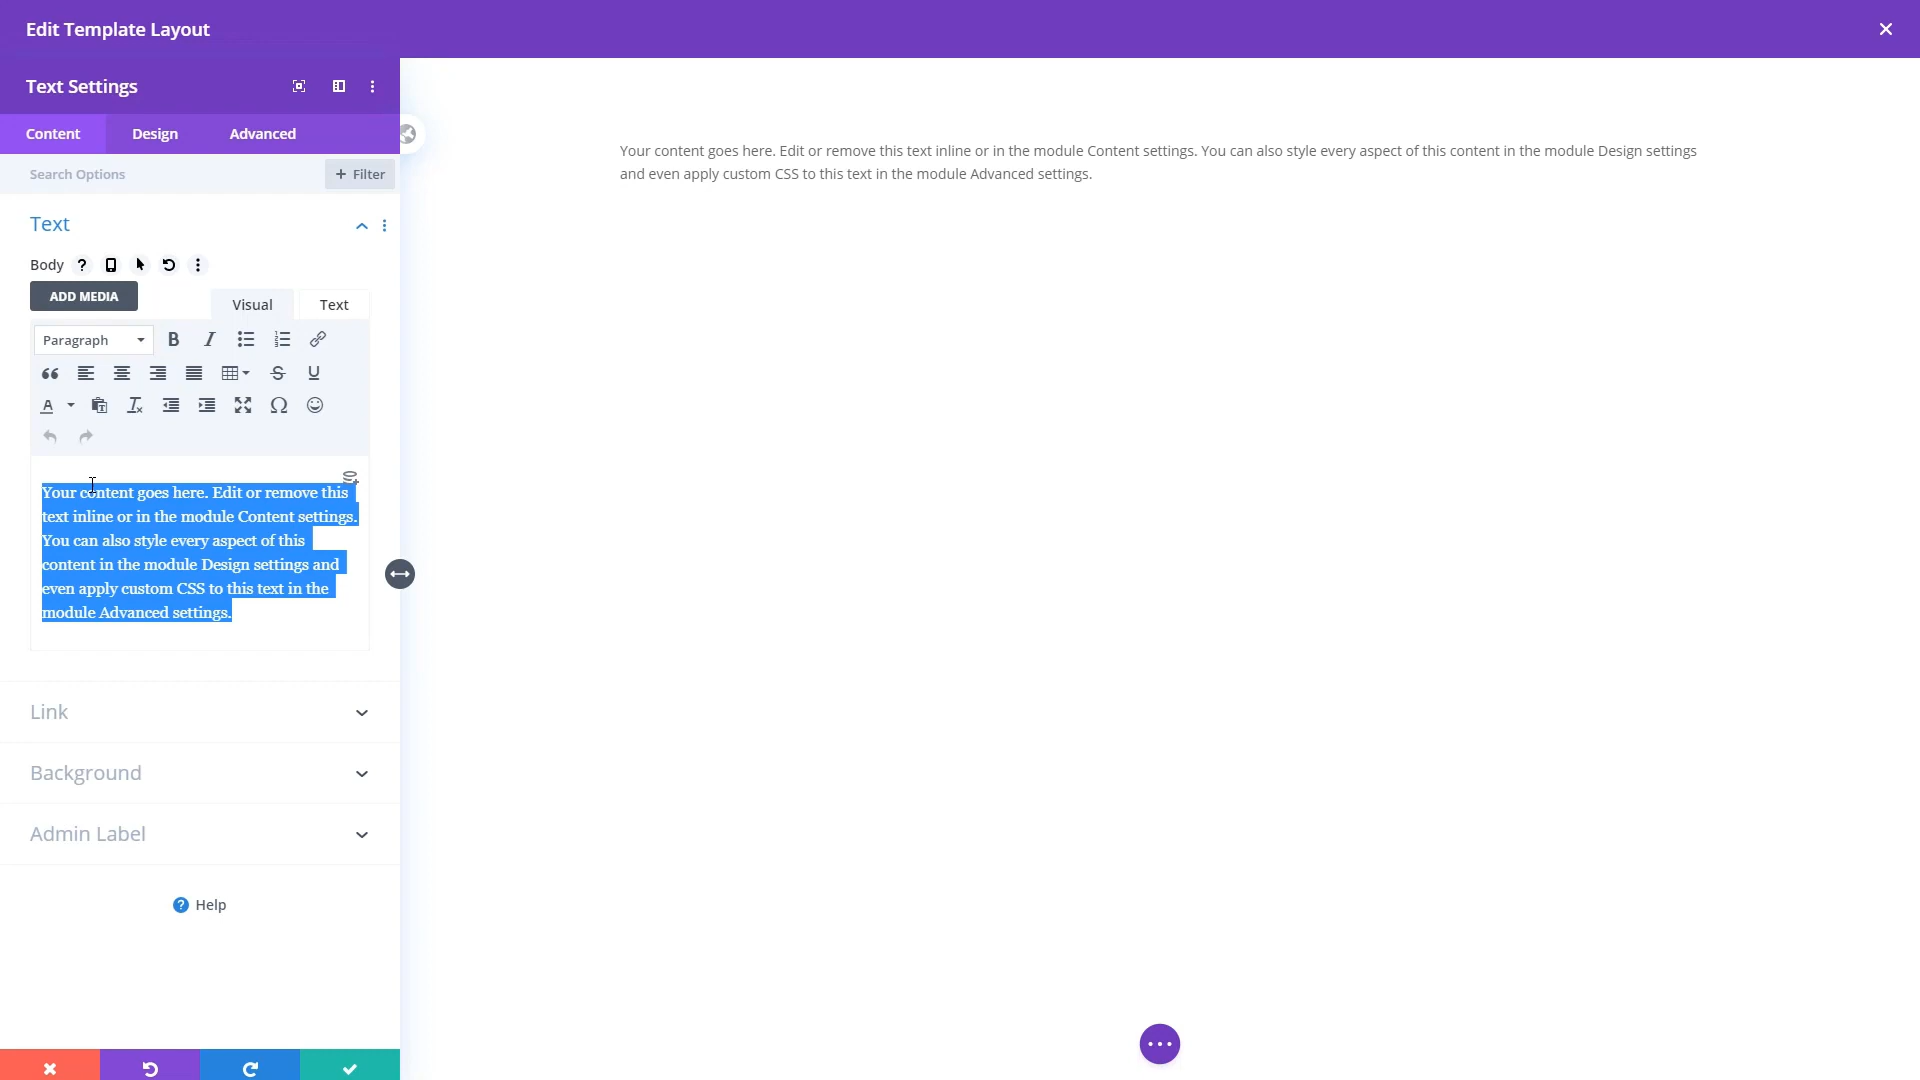 Edit Template Layout
Text Settings
Content
Design
Advanced
Search Options
+ Filter
Text
Body
ADD MEDIA
Visual
Text
Paragraph
Your content goes here. Edit or remove this
text inline or in the module Content settings.
You can also style every aspect of this
content in the module Design settings and
even apply custom CSS to this text in the
module Advanced settings.
Link
Background
Admin Label
Help
Your content goes here. Edit or remove this text inline or in the module Content settings. You can also style every aspect of this content in the module Design settings
and even apply custom CSS to this text in the module Advanced settings.